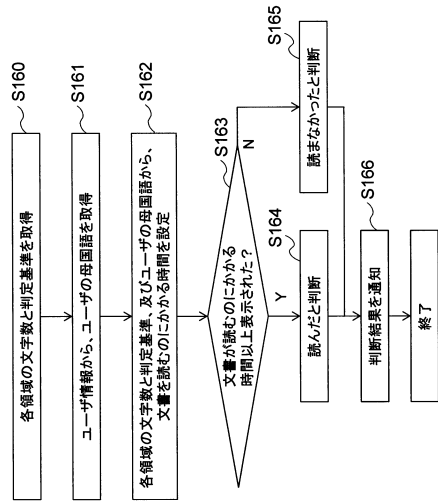 S160
各領域の文字数と判定基準を取得
S161
ユーザ情報から、ユーザの母国語を取得
S162
各領域の文字数と判定基準、及びユーザの母国語から、
文書を読むのにかかる時間を設定
S163
文書が読むのにかかる
時間以上表示された？
Y
N
S164
読んだと判断
S165
読まなかったと判断
S166
判断結果を通知
終了